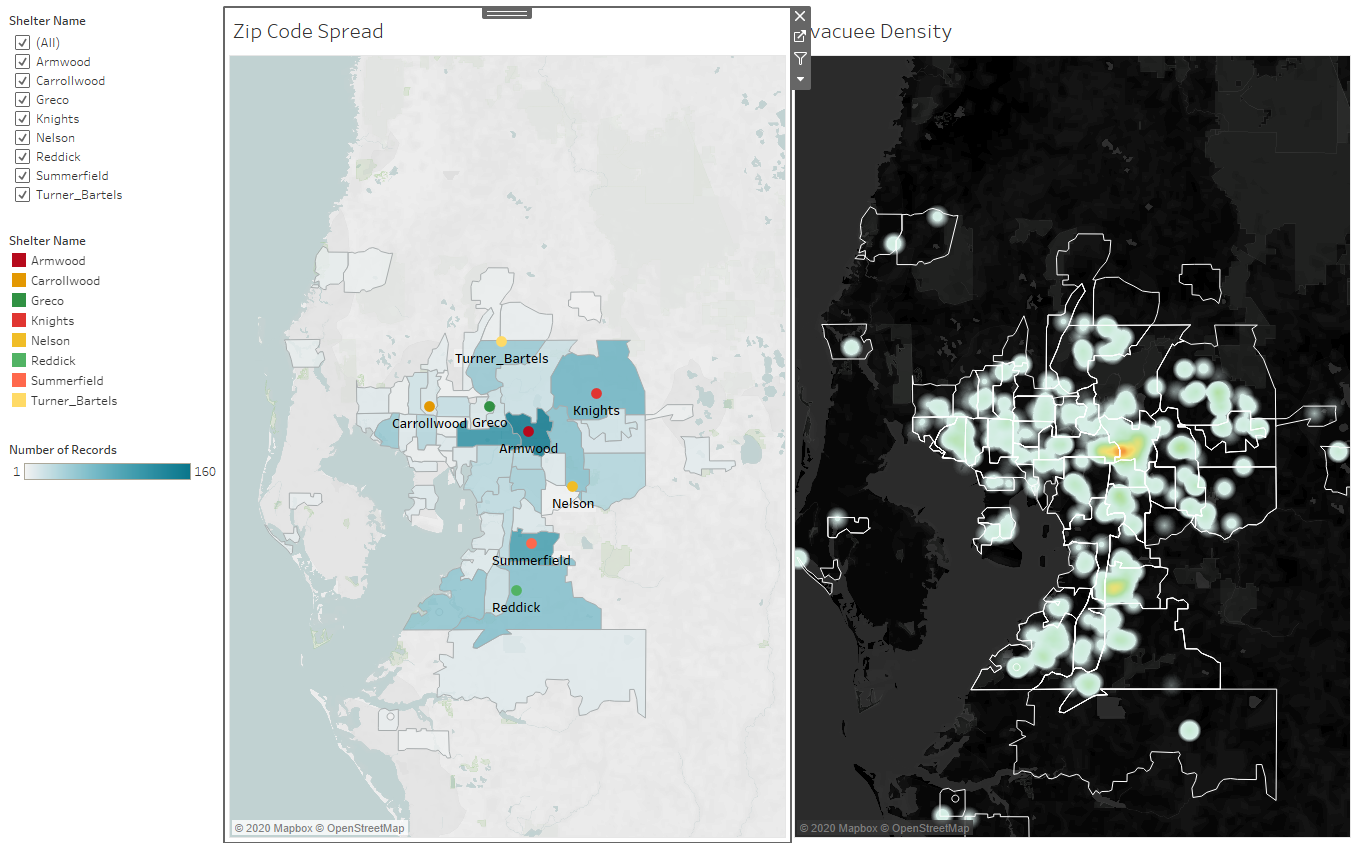 Shelter Name
(All)
Armwood
Carrollwood
Greco
Knights
Nelson
Reddick
Summerfield
Turner_Bartels
Shelter Name
Armwood
Carrollwood
Greco
Knights
Nelson
Reddick
Summerfield
Turner_Bartels
Number of Records
1 160
Zip Code Spread
Turner_Bartels
Knights
Carrollwood Greco
Armwood
Nelson
Summerfield
Reddick
© 2020 Mapbox © OpenStreetMap
vacuee Density
© 2020 Mapbox © OpenStreetMap